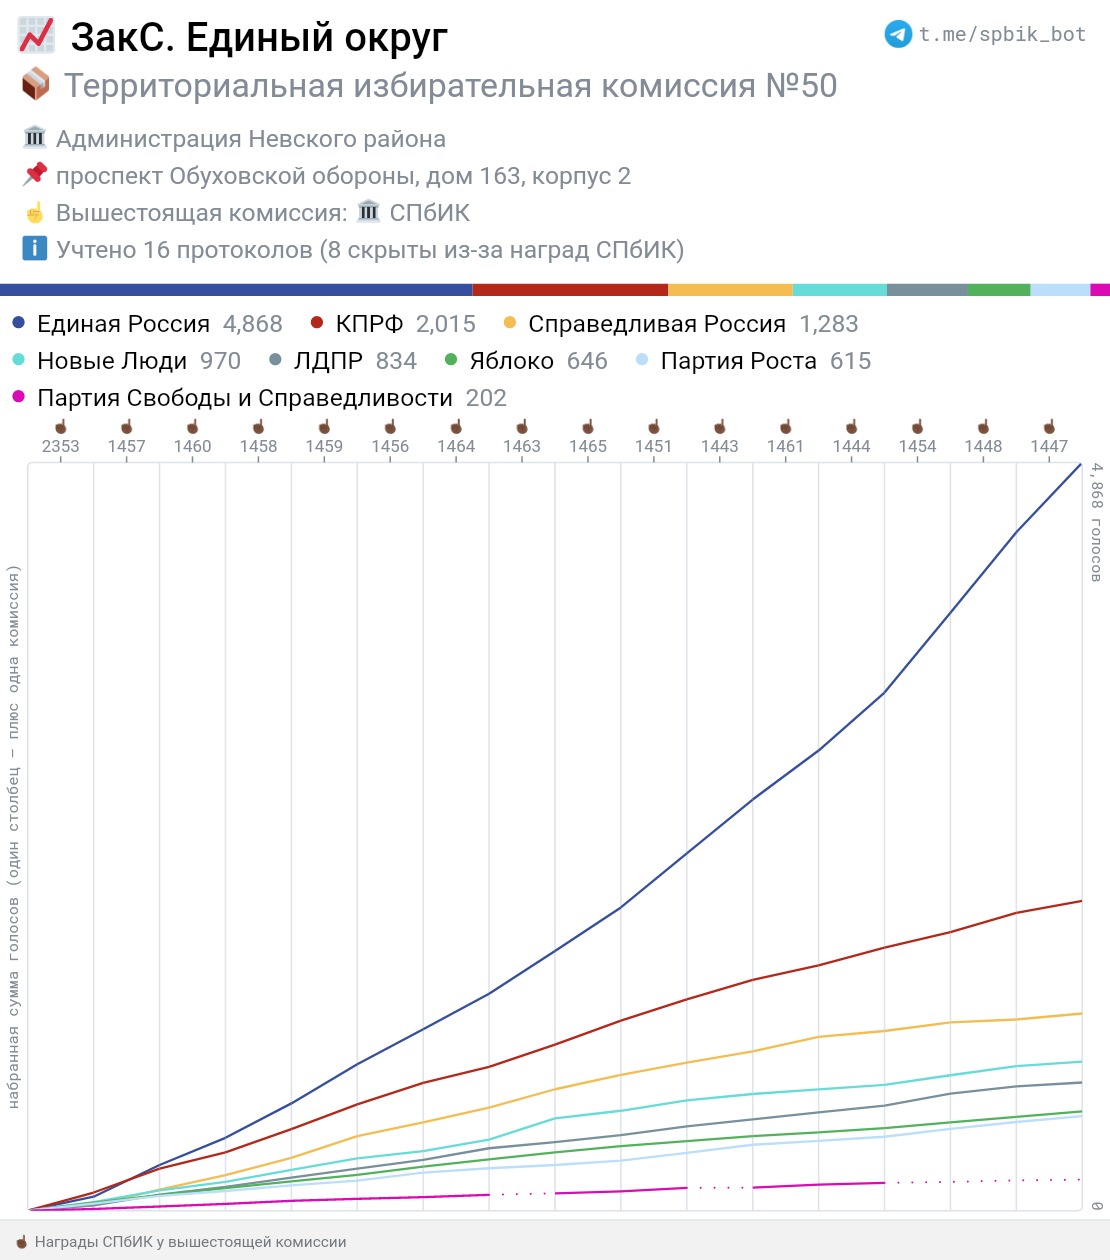 ЗакС. Единый округ
t.me/spbik_bot
Территориальная избирательная комиссия №50
Администрация Невского района
проспект Обуховской обороны, дом 163, корпус 2
Вышестоящая комиссия: СПбИК
Учтено 16 протоколов (8 скрыты из-за наград СПбИК)
Единая Россия 4,868 КПРФ 2,015 Справедливая Россия 1,283
Новые Люди 970 ЛДПР 834 Яблоко 646 Партия Роста 615
Партия Свободы и Справедливости 202
2353 1457 1460 1458 1459 1456 1464 1463 1465 1451 1443 1461 1444 1454 1448 1447
4,868 голосов
набранная сумма голосов (один столбец – плюс одна комиссия)
0
Награды СПбИК у вышестоящей комиссии